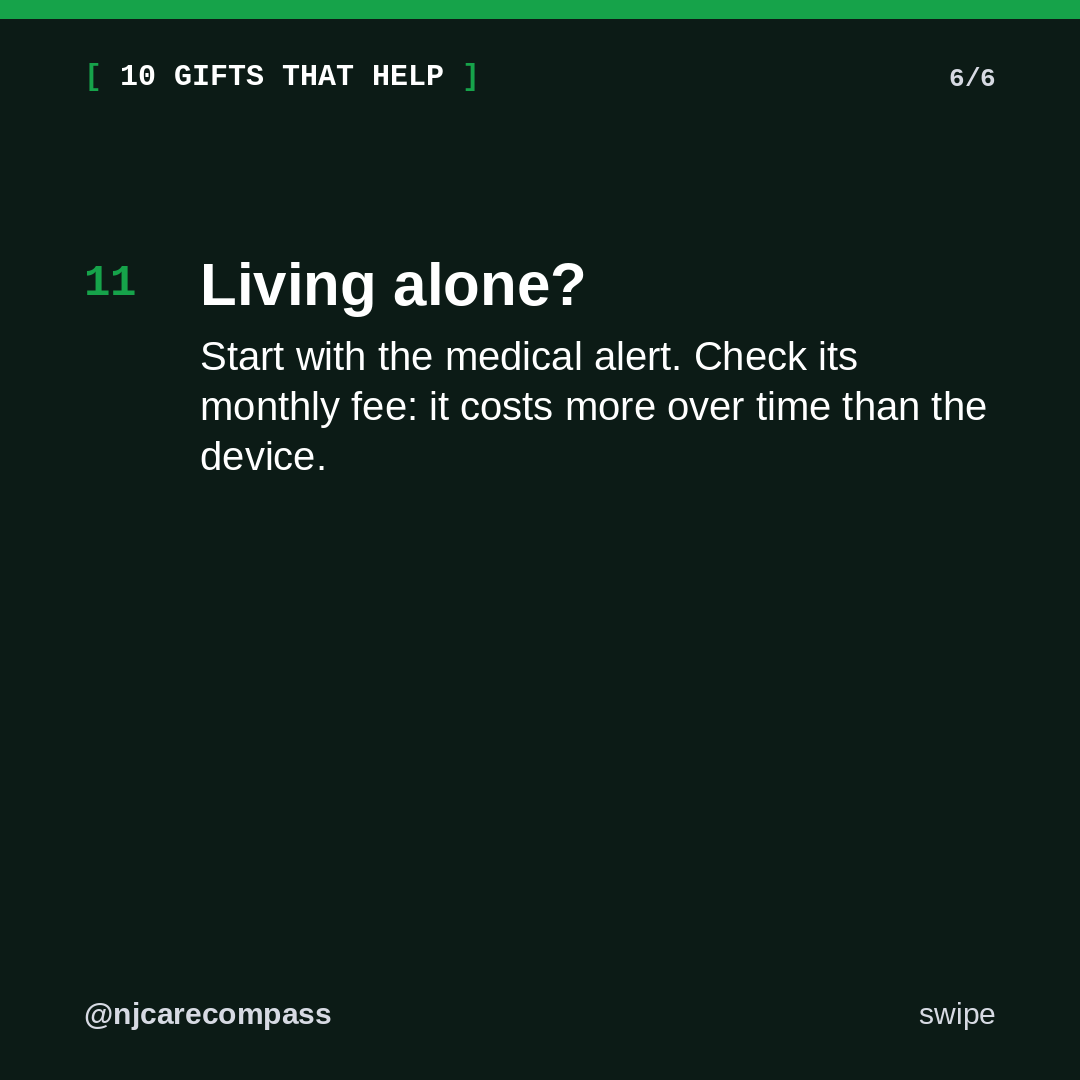 [ 10 GIFTS THAT HELP ]
6/6
11
Living alone?
Start with the medical alert. Check its
monthly fee: it costs more over time than the
device.
@njcarecompass
swipe